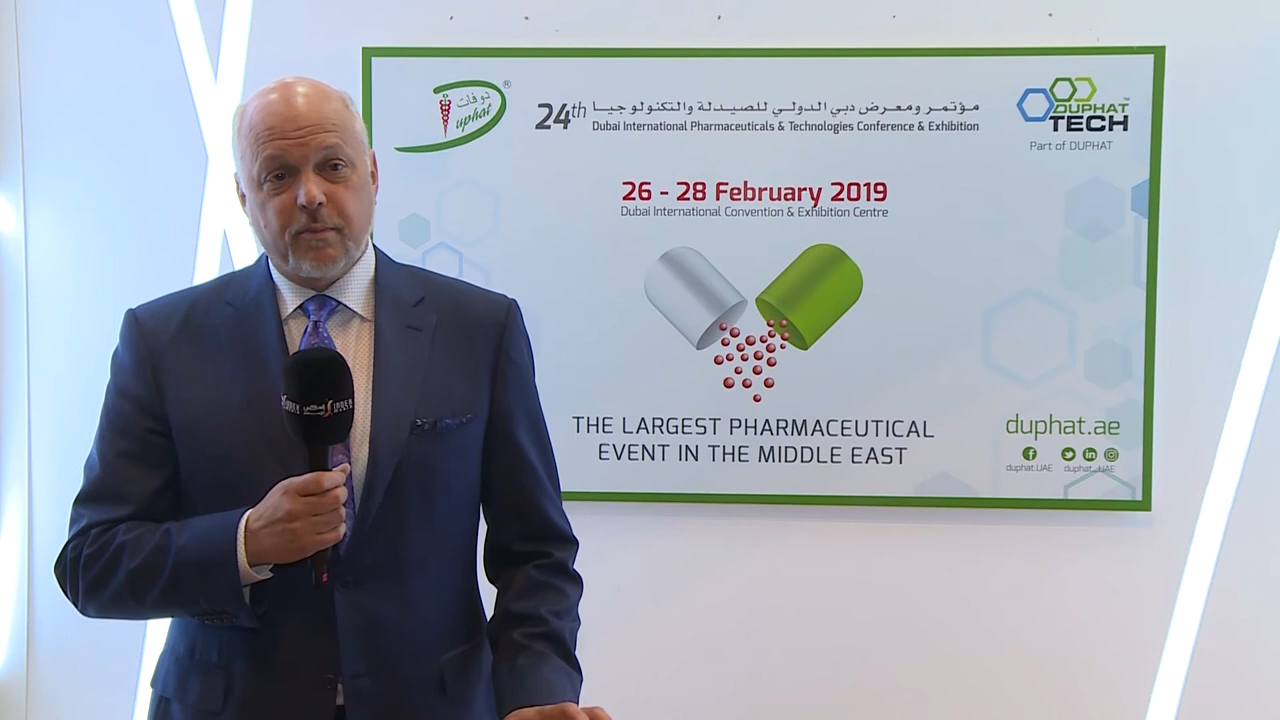 دوفات
Duphat®
24th
مؤتمر ومعرض دبي الدولي للصيدلة والتكنولوجيا
Dubai International Pharmaceuticals & Technologies Conference & Exhibition
DUPHAT™
TECH
Part of DUPHAT
26 - 28 February 2019
Dubai International Convention & Exhibition Centre
THE LARGEST PHARMACEUTICAL
EVENT IN THE MIDDLE EAST
duphat.ae
duphat.UAE duphat_UAE
INDEX